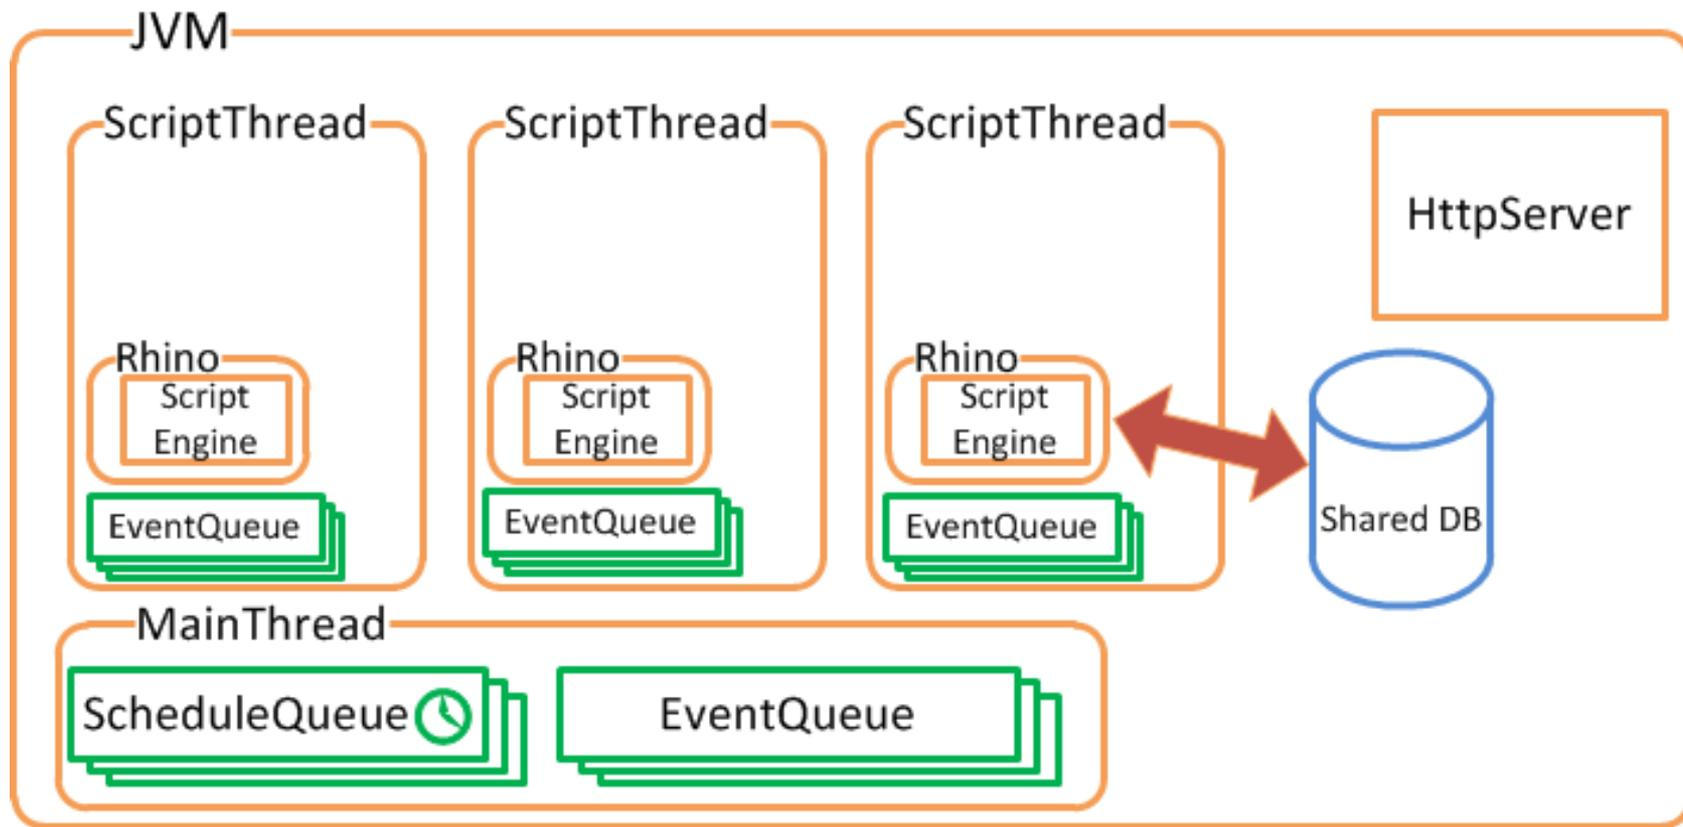 JVM
ScriptThread
ScriptThread
ScriptThread
HttpServer
Rhino
Script
Engine
Rhino
Script
Engine
Rhino
Script
Engine
EventQueue
EventQueue
EventQueue
Shared DB
MainThread
ScheduleQueue
EventQueue